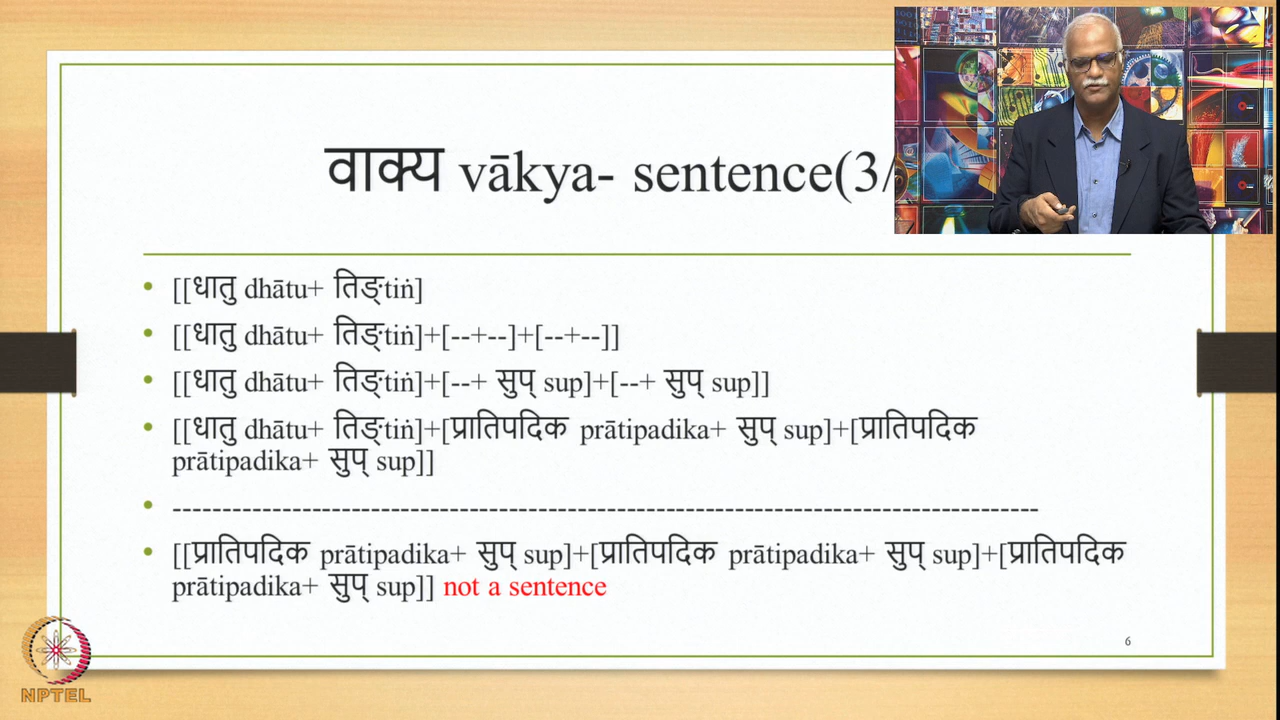 वाक्य vākya- sentence(3/
• [[धातु dhātu+ तिङ्tiṅ]
• [[धातु dhātu+ तिङ्tiṅ]+[--+--]+[--+--]]
• [[धातु dhātu+ तिङ्tiṅ]+[--+ सुप् sup]+[--+ सुप् sup]]
• [[धातु dhātu+ तिङ्tiṅ]+[प्रातिपदिक prātipadika+ सुप् sup]+[प्रातिपदिक
prātipadika+ सुप् sup]]
• ---------------------------------------------------------------------------------------
• [[प्रातिपदिक prātipadika+ सुप् sup]+[प्रातिपदिक prātipadika+ सुप् sup]+[प्रातिपदिक
prātipadika+ सुप् sup]] not a sentence
6
NPTEL